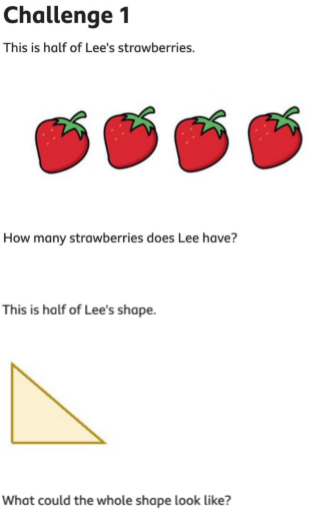 Challenge 1
This is half of Lee's strawberries.
How many strawberries does Lee have?
This is half of Lee's shape.
What could the whole shape look like?